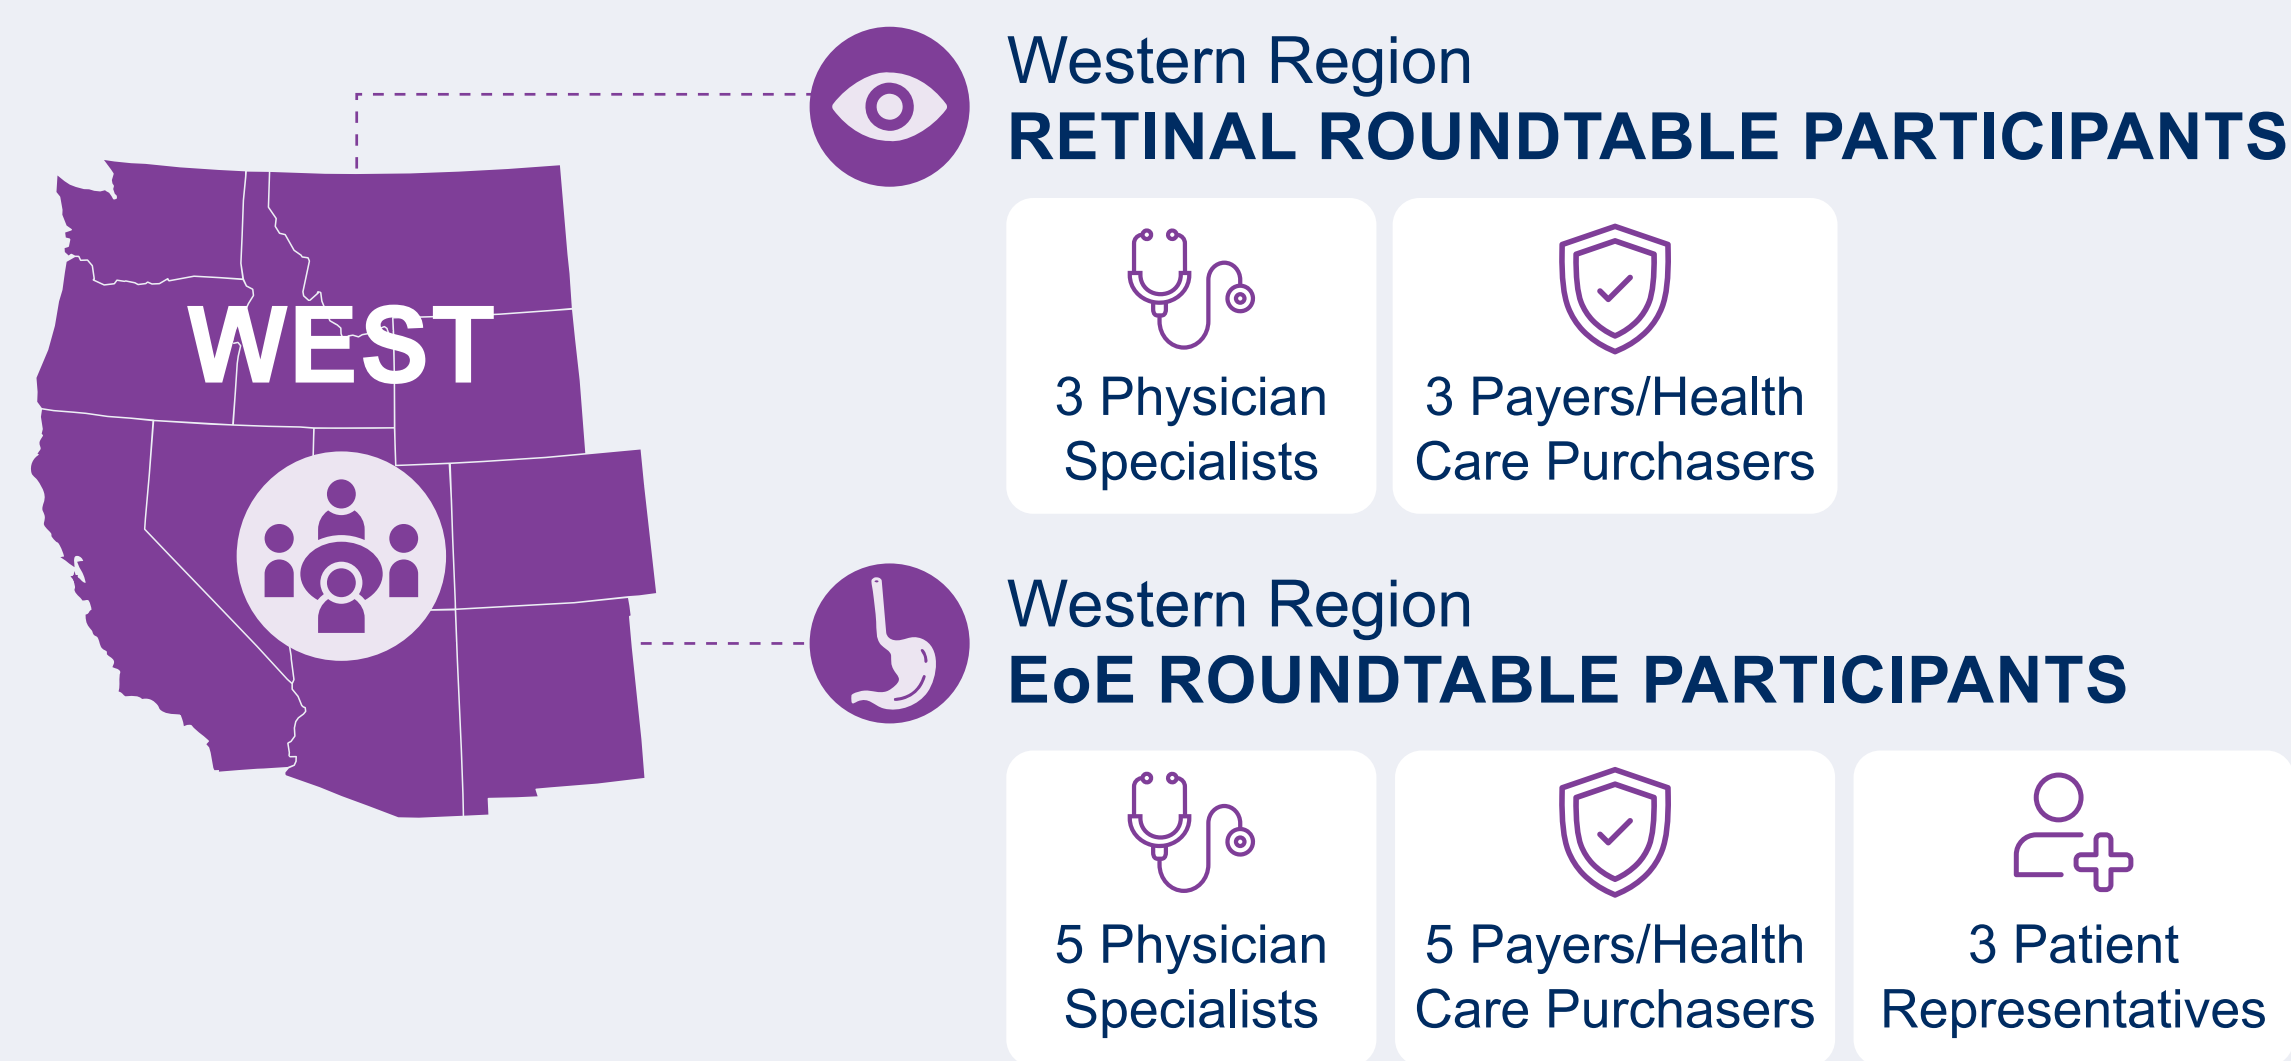 WEST
Western Region
RETINAL ROUNDTABLE PARTICIPANTS
3 Physician
Specialists
3 Payers/Health
Care Purchasers
Western Region
EoE ROUNDTABLE PARTICIPANTS
5 Physician
Specialists
5 Payers/Health
Care Purchasers
3 Patient
Representatives